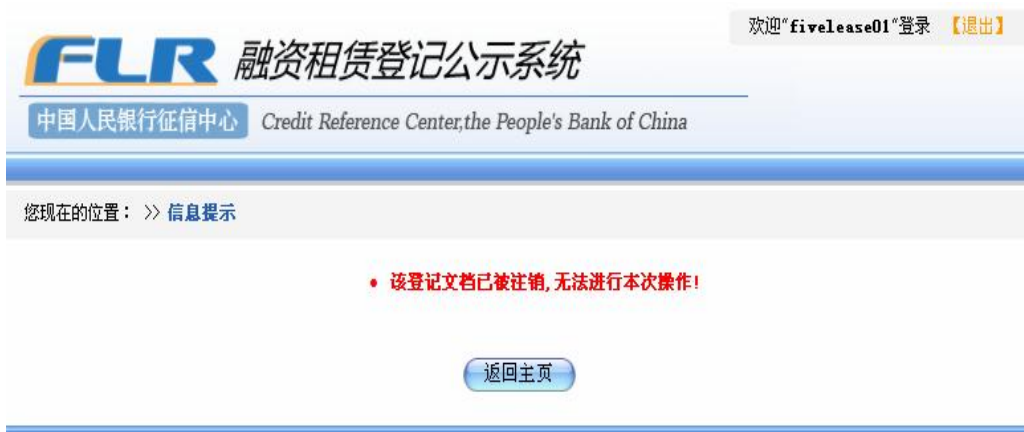 欢迎“fivelease01“登录 【退出】
FLR 融资租赁登记公示系统
中国人民银行征信中心 Credit Reference Center,the People's Bank of China
您现在的位置： >> 信息提示
• 该登记文档已被注销,无法进行本次操作!
返回主页